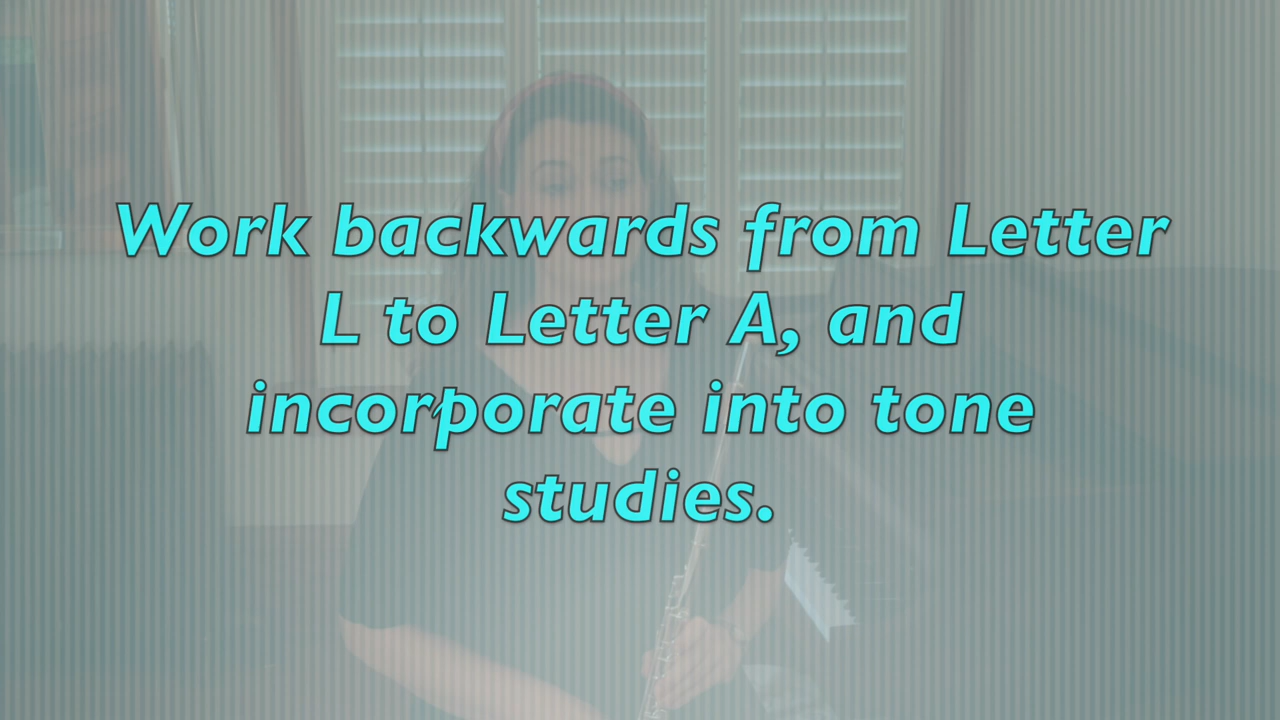 Work backwards from Letter
L to Letter A, and
incorporate into tone
studies.